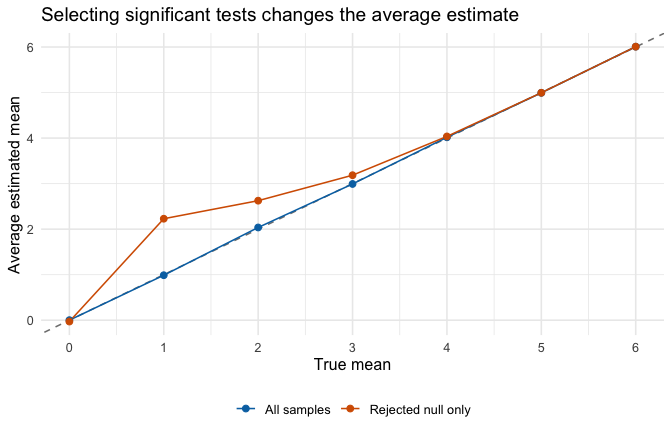 Selecting significant tests changes the average estimate
Average estimated mean
6
4
2
0
0 1 2 3 4 5 6
True mean
All samples Rejected null only